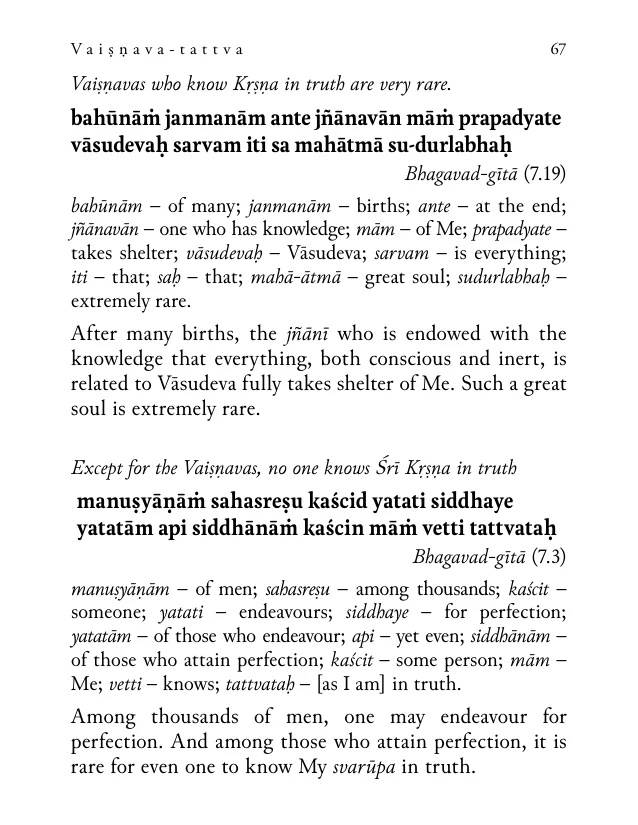 Vaiṣṇava-tattva 67
Vaiṣṇavas who know Kṛṣṇa in truth are very rare.
bahūnāṁ janmanām ante jñānavān māṁ prapadyate
vāsudevaḥ sarvam iti sa mahātmā su-durlabhaḥ
Bhagavad-gītā (7.19)
bahūnām – of many; janmanām – births; ante – at the end;
jñānavān – one who has knowledge; mām – of Me; prapadyate –
takes shelter; vāsudevaḥ – Vāsudeva; sarvam – is everything;
iti – that; saḥ – that; mahā-ātmā – great soul; sudurlabhaḥ –
extremely rare.
After many births, the jñānī who is endowed with the
knowledge that everything, both conscious and inert, is
related to Vāsudeva fully takes shelter of Me. Such a great
soul is extremely rare.
Except for the Vaiṣṇavas, no one knows Śrī Kṛṣṇa in truth
manuṣyāṇāṁ sahasreṣu kaścid yatati siddhaye
yatatām api siddhānāṁ kaścin māṁ vetti tattvataḥ
Bhagavad-gītā (7.3)
manuṣyāṇām – of men; sahasreṣu – among thousands; kaścit –
someone; yatati – endeavours; siddhaye – for perfection;
yatatām – of those who endeavour; api – yet even; siddhānām –
of those who attain perfection; kaścit – some person; mām –
Me; vetti – knows; tattvataḥ – [as I am] in truth.
Among thousands of men, one may endeavour for
perfection. And among those who attain perfection, it is
rare for even one to know My svarūpa in truth.